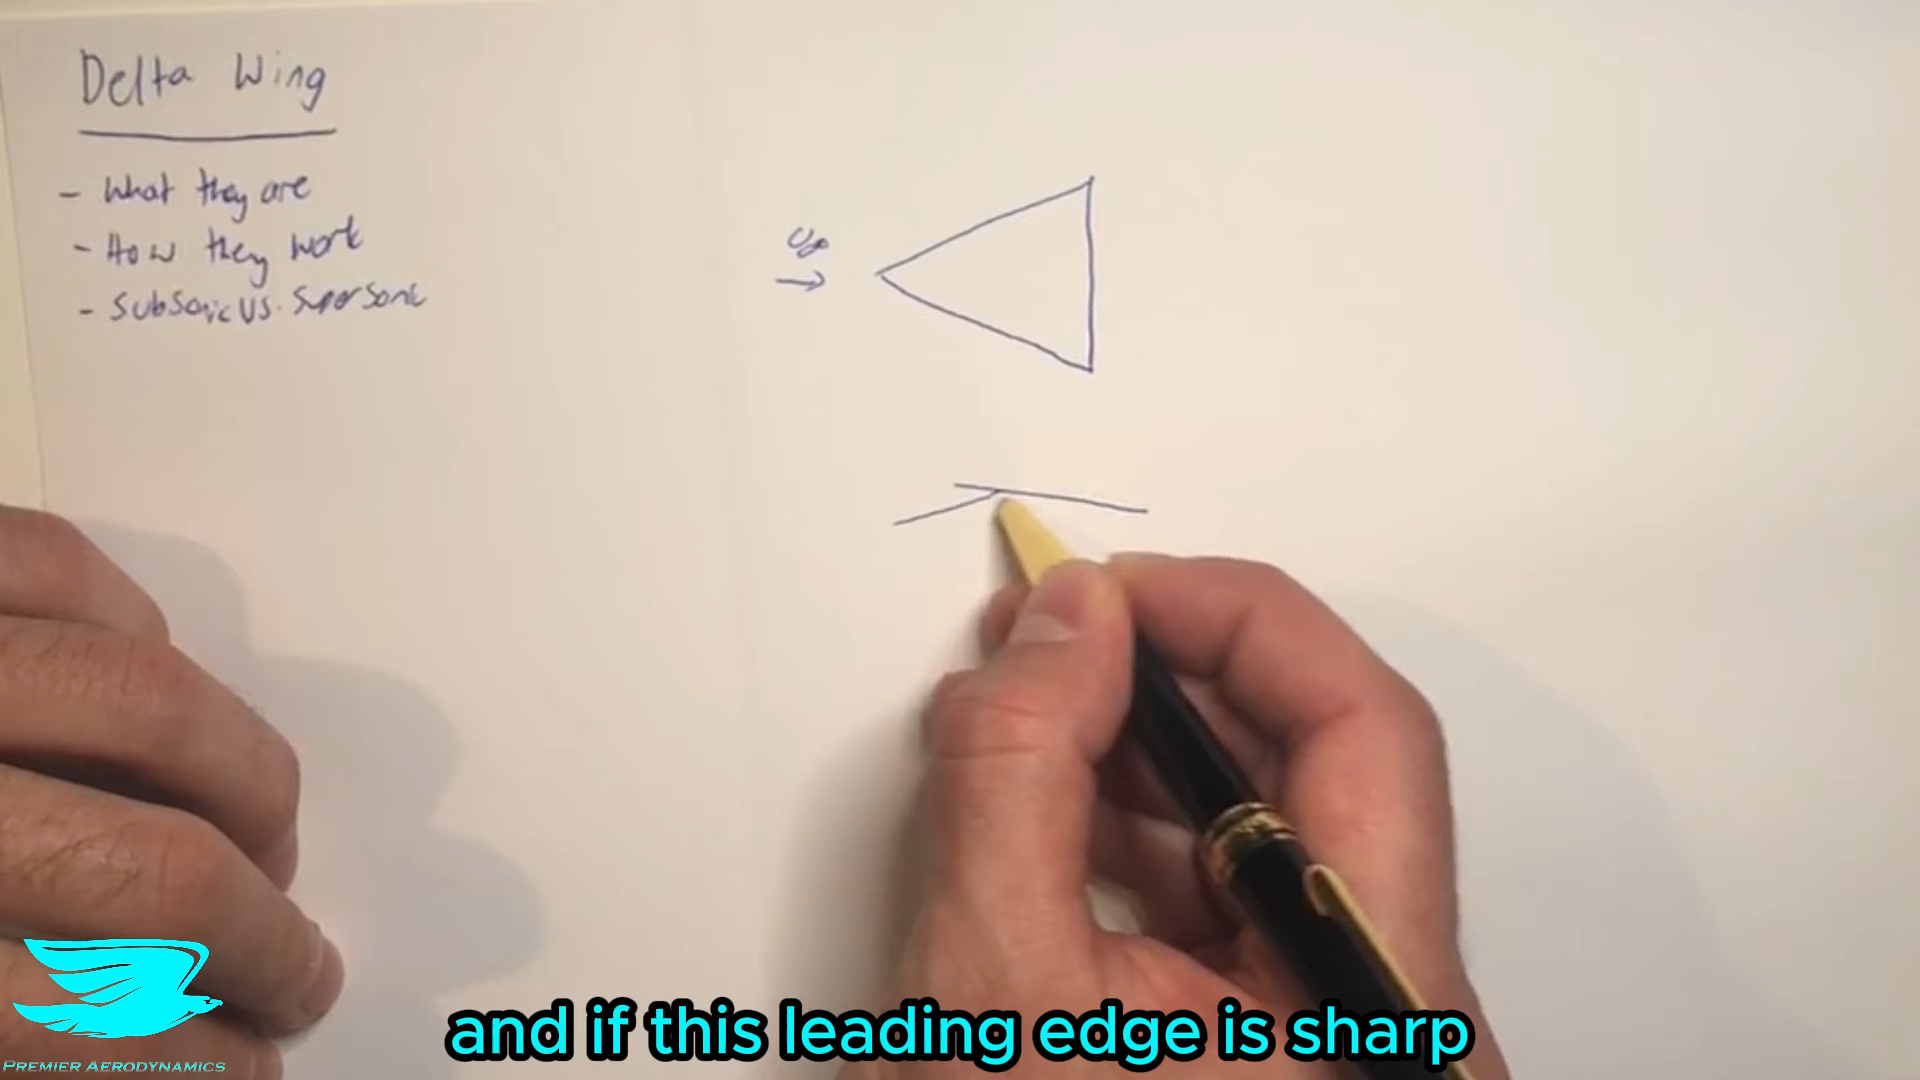 Delta Wing
- What they are
- How they work
- Subsonic VS. Supersonic
U∞
and if this leading edge is sharp
PREMIER AERODYNAMICS